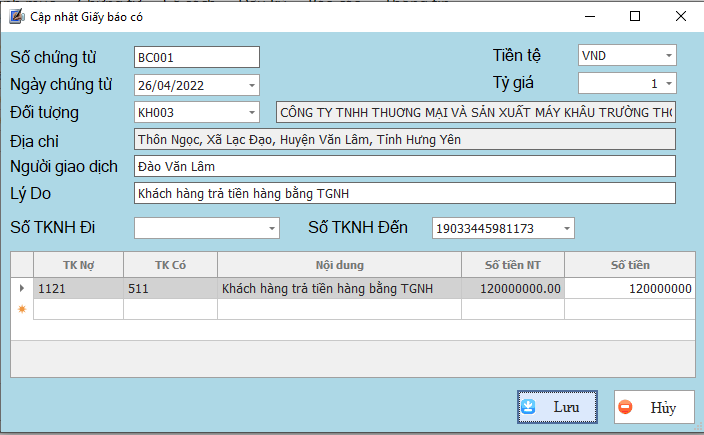 Cập nhật Giấy báo có
Số chứng từ BC001 Tiền tệ VND
Ngày chứng từ 26/04/2022 Tỷ giá 1
Đối tượng KH003 CÔNG TY TNHH THƯƠNG MẠI VÀ SẢN XUẤT MÁY KHÂU TRƯỜNG
Địa chỉ Thôn Ngọc, Xã Lạc Đạo, Huyện Văn Lâm, Tỉnh Hưng Yên
Người giao dịch Đào Văn Lâm
Lý Do Khách hàng trả tiền hàng bằng TGNH
Số TKNH Đi Số TKNH Đến 19033445981173
TK Nợ TK Có Nội dung Số tiền NT Số tiền
1121 511 Khách hàng trả tiền hàng bằng TGNH 120000000.00 120000000
Lưu Hủy